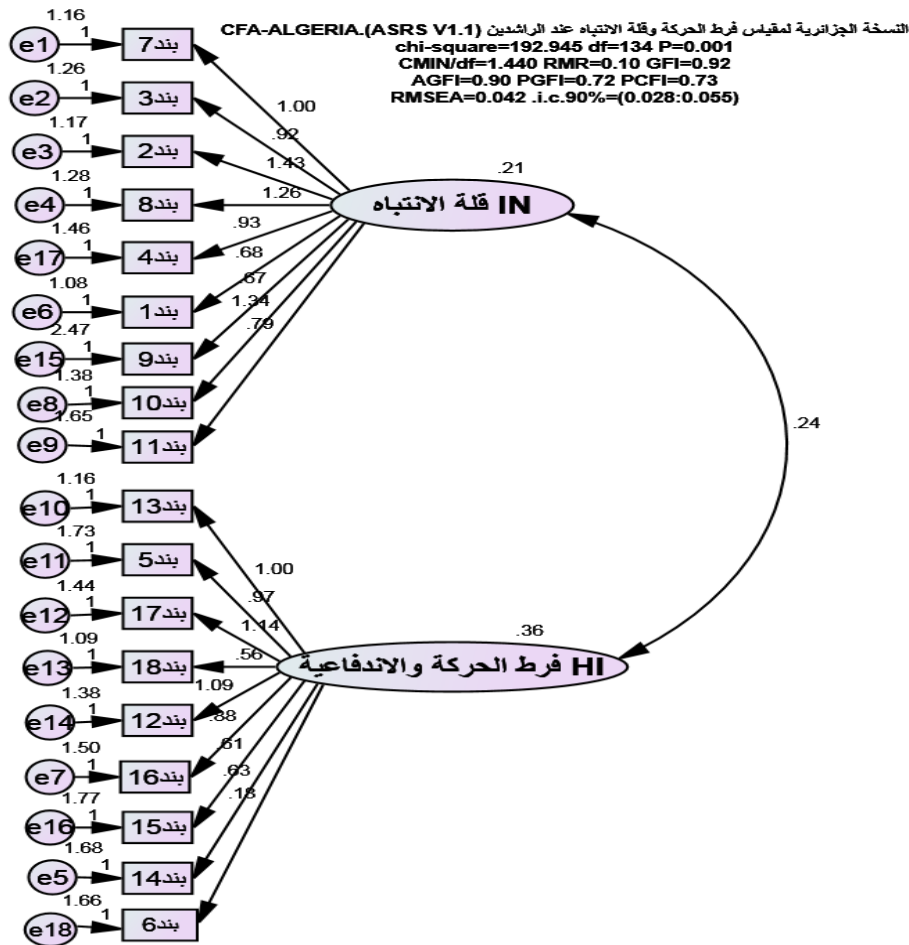 النسخة الجزائرية لمقياس فرط الحركة وقلة الانتباه عند الراشدين CFA-ALGERIA.(ASRS V1.1)
chi-square=192.945 df=134 P=0.001
CMIN/df=1.440 RMR=0.10 GFI=0.92
AGFI=0.90 PGFI=0.72 PCFI=0.73
RMSEA=0.042 .i.c.90%=(0.028:0.055)
1.16
e1 1 بند7
1.26
e2 1 بند3
1.17
e3 1 بند2
1.28
e4 1 بند8
1.46
e17 1 بند4
1.08
e6 1 بند1
2.47
e15 1 بند9
1.38
e8 1 بند10
1.65
e9 1 بند11
1.00
.92
1.43
1.26
.93
.68
.67
1.34
.79
.21
IN قلة الانتباه
.24
1.16
e10 1 بند13
1.73
e11 1 بند5
1.44
e12 1 بند17
1.09
e13 1 بند18
1.38
e14 1 بند12
1.50
e7 1 بند16
1.77
e16 1 بند15
1.68
e5 1 بند14
1.66
e18 1 بند6
1.00
.97
1.14
.56
1.09
.88
.61
.63
.18
.36
HI فرط الحركة والاندفاعية